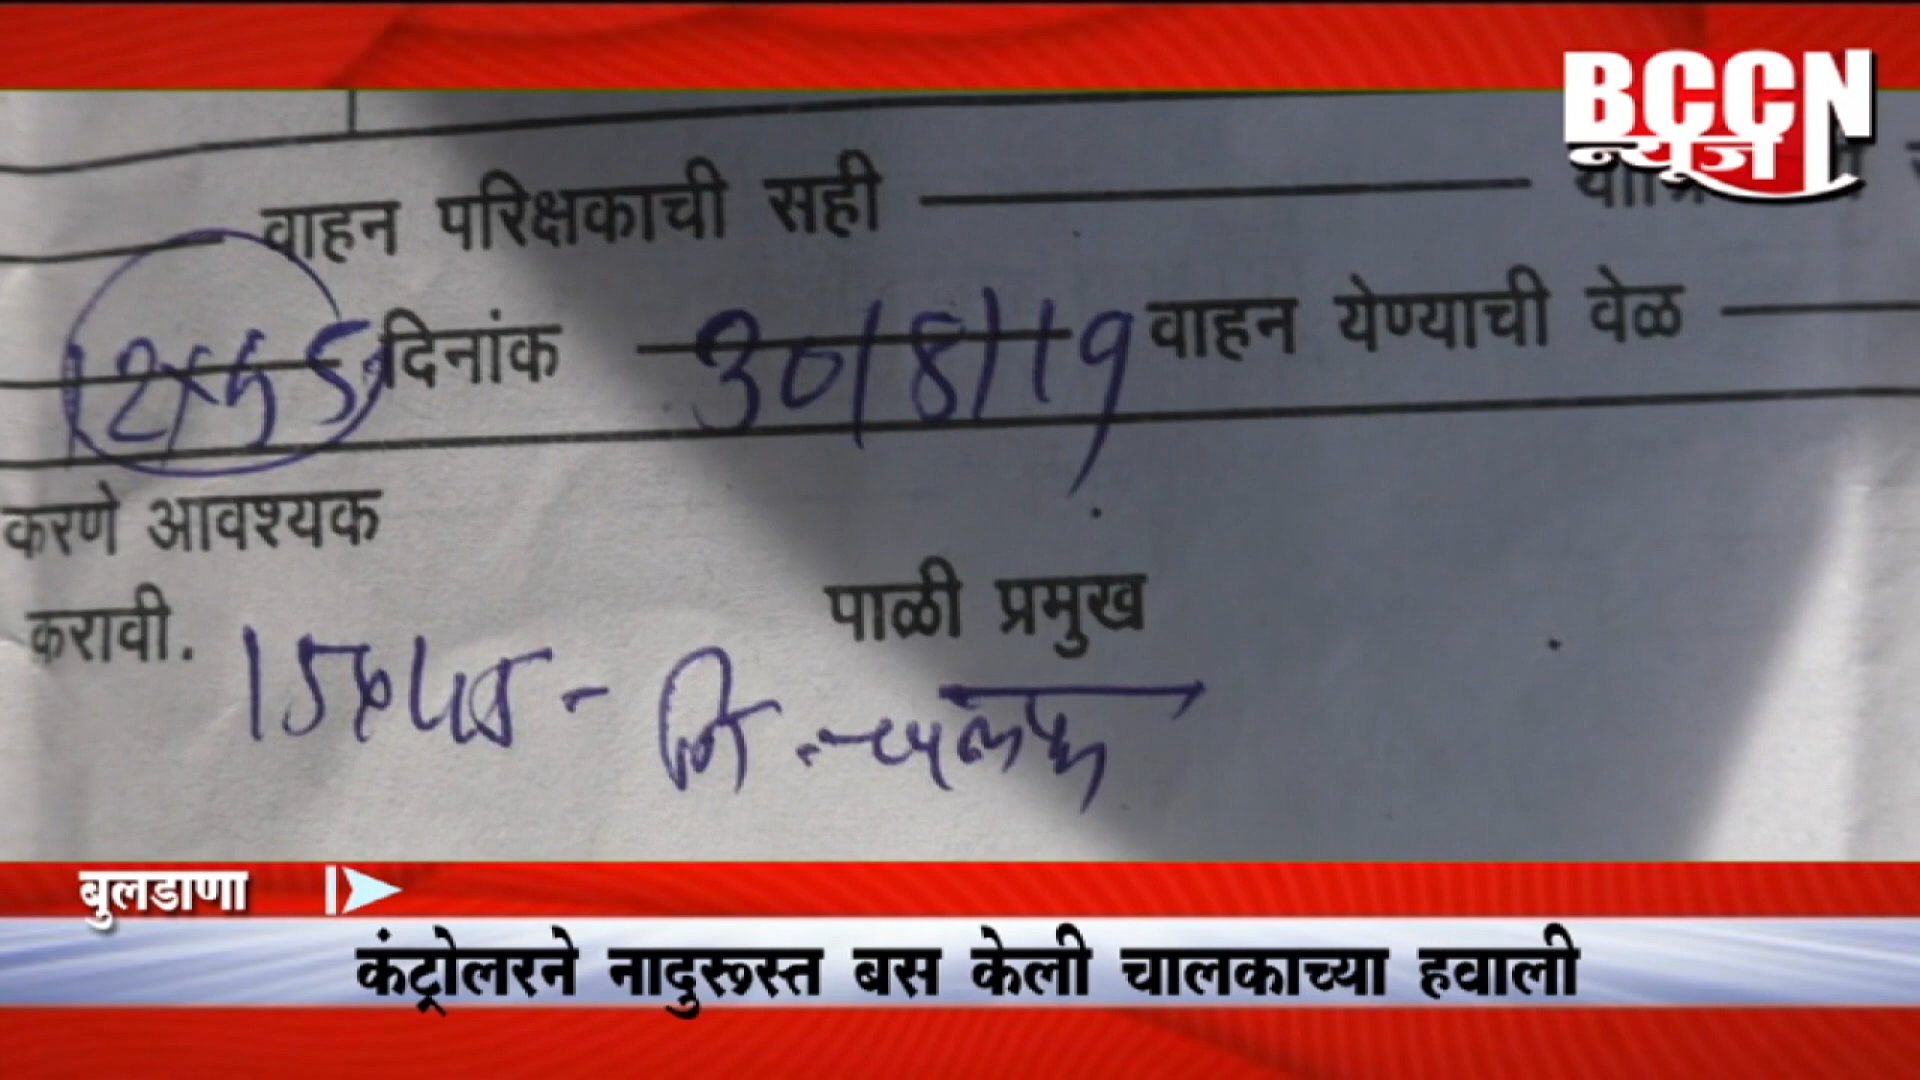 BCCN
न्यूज
वाहन परिक्षकाची सही
12x55 दिनांक 30/8/19 वाहन येण्याची वेळ
करणे आवश्यक
पाळी प्रमुख
करावी.
15x45 -
बुलडाणा
कंट्रोलरने नादुरूस्त बस केली चालकाच्या हवाली